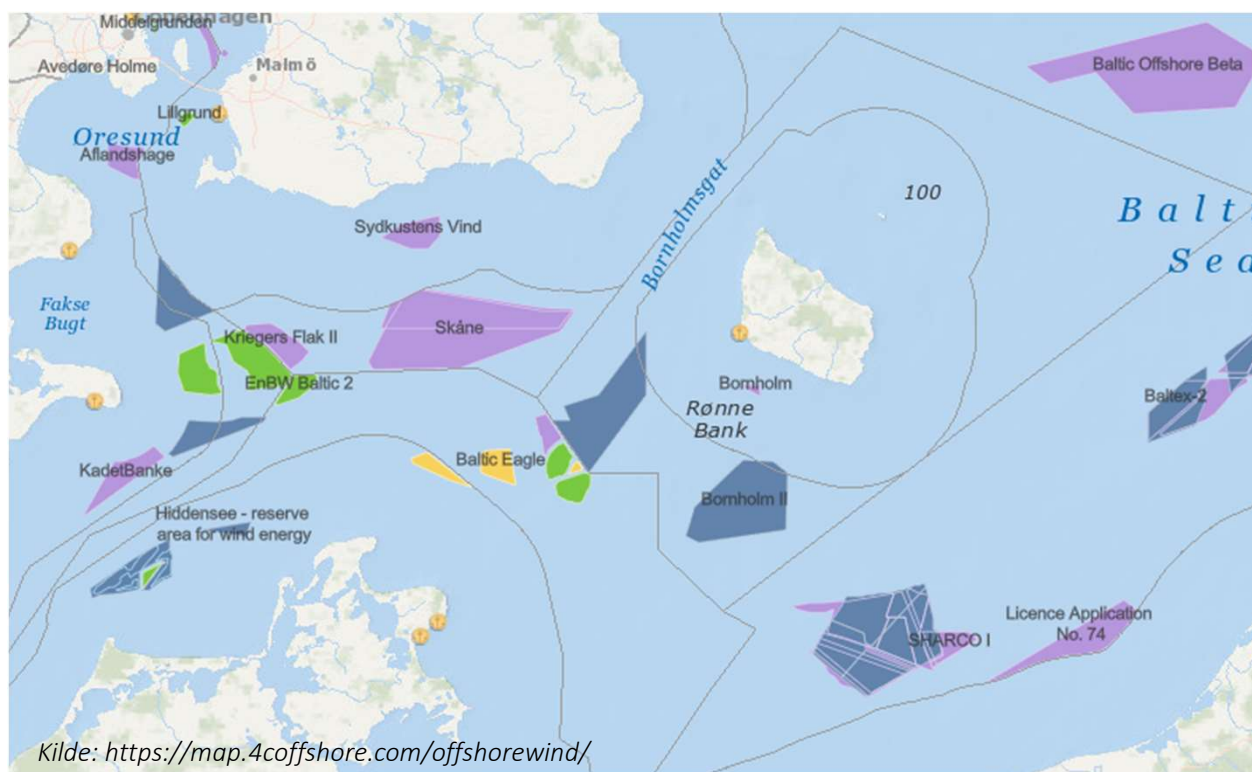 Copenhagen
Middelgrunden
Malmö
Avedøre Holme
Lillgrund
Oresund
Aflandshage
Baltic Offshore Beta
Bornholmsgat
100
Balt
Sea
Sydkustens Vind
Fakse
Bugt
Kriegers Flak II
Skåne
EnBW Baltic 2
Bornholm
Rønne
Bank
Baltex-2
KadetBanke
Baltic Eagle
Bornholm II
Hiddensee - reserve
area for wind energy
SHARCO I
Licence Application
No. 74
Kilde: https://map.4coffshore.com/offshorewind/